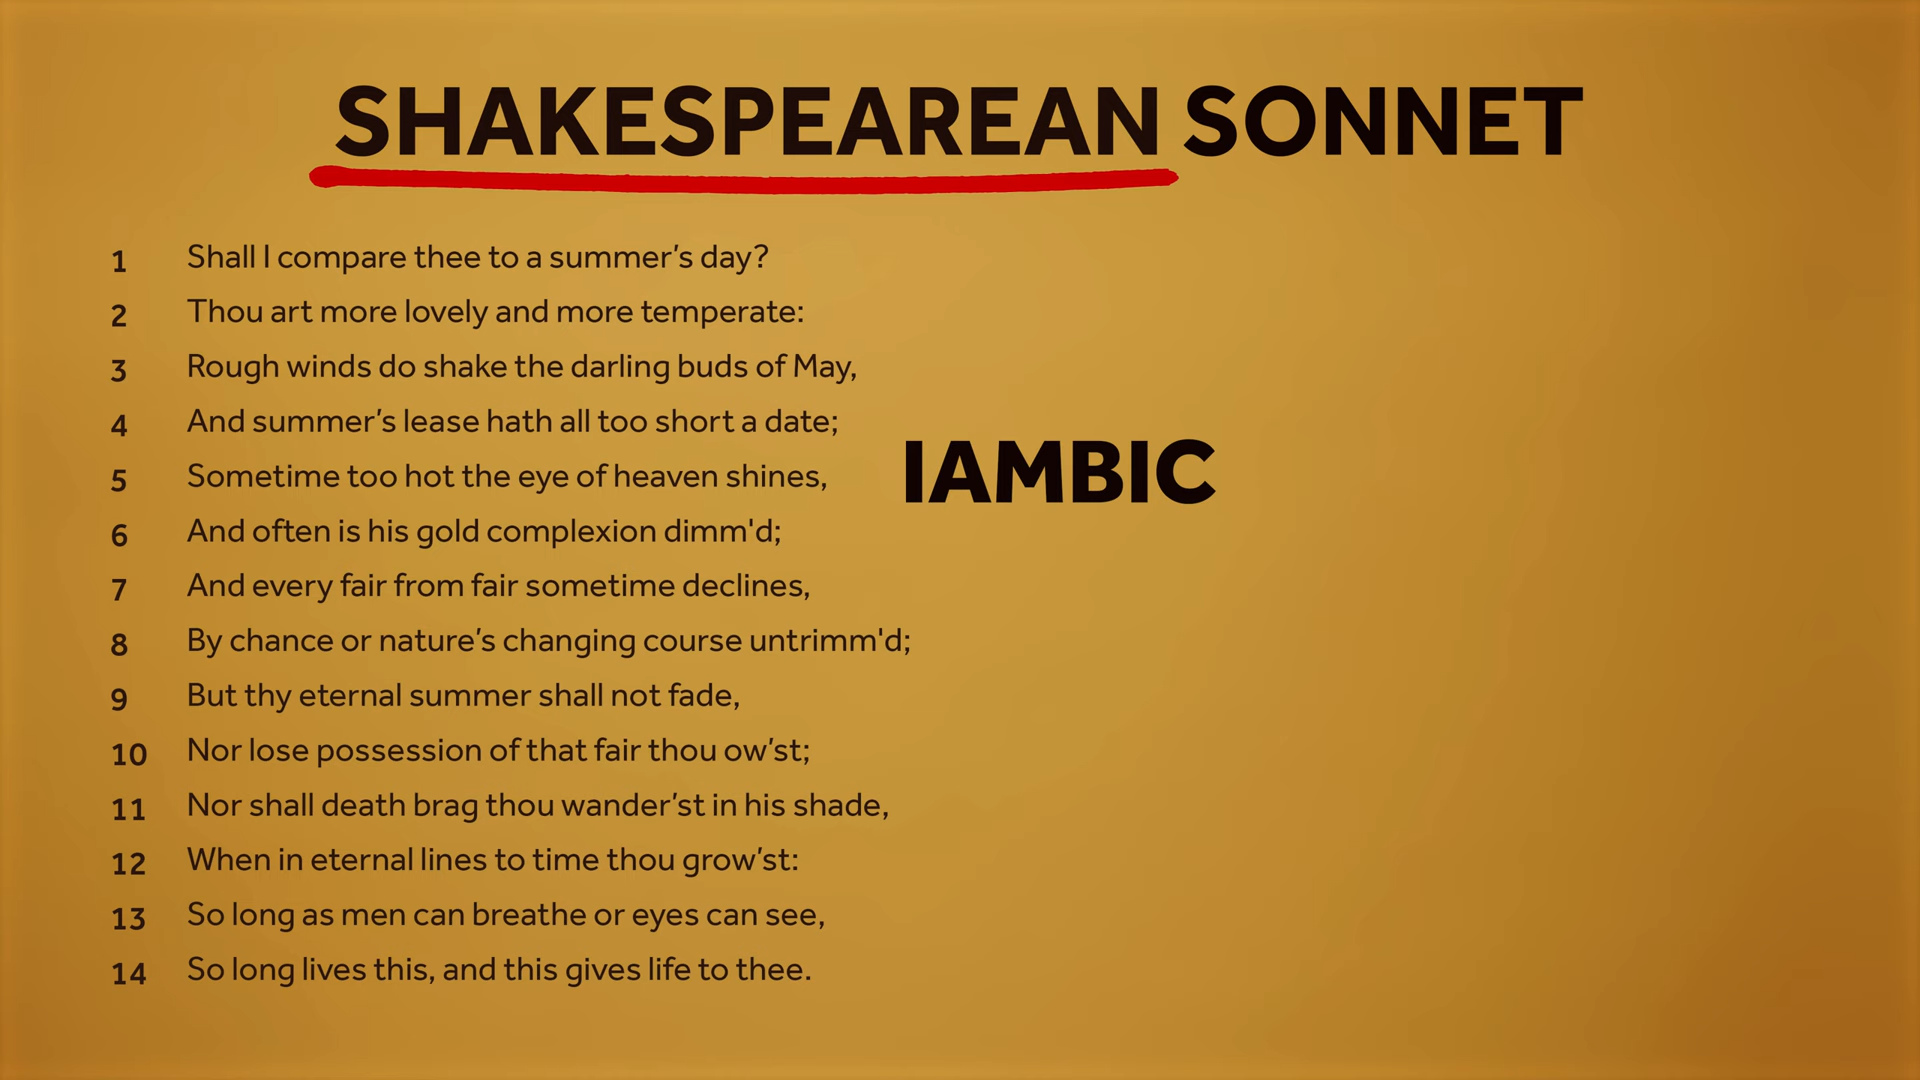 SHAKESPEAREAN SONNET
1 Shall I compare thee to a summer’s day?
2 Thou art more lovely and more temperate:
3 Rough winds do shake the darling buds of May,
4 And summer’s lease hath all too short a date;
5 Sometime too hot the eye of heaven shines,
IAMBIC
6 And often is his gold complexion dimm'd;
7 And every fair from fair sometime declines,
8 By chance or nature’s changing course untrimm'd;
9 But thy eternal summer shall not fade,
10 Nor lose possession of that fair thou ow’st;
11 Nor shall death brag thou wander’st in his shade,
12 When in eternal lines to time thou grow’st:
13 So long as men can breathe or eyes can see,
14 So long lives this, and this gives life to thee.